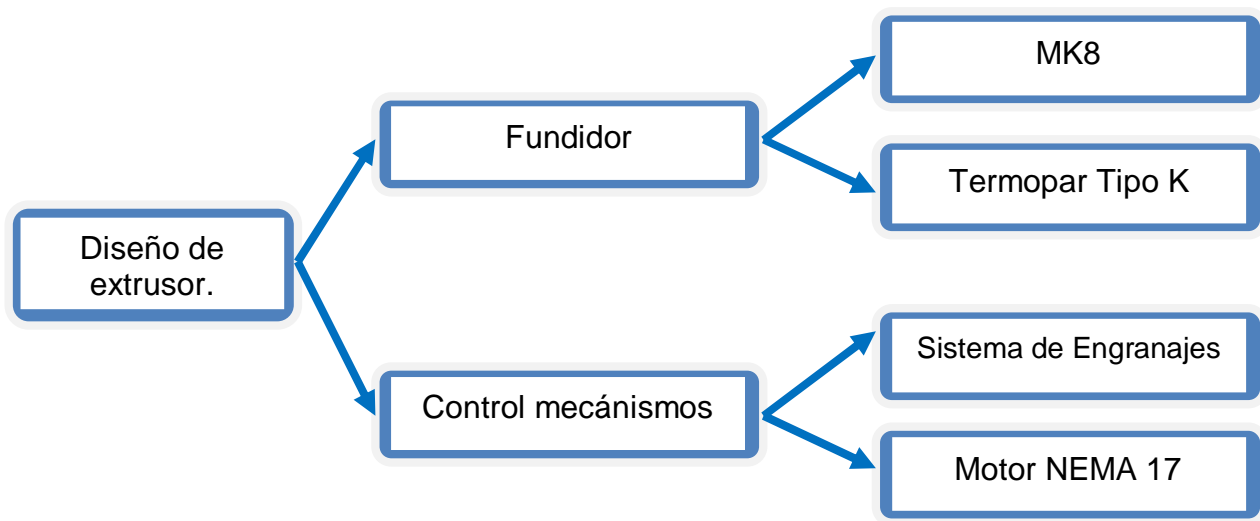 MK8
Fundidor
Termopar Tipo K
Diseño de
extrusor.
Sistema de Engranajes
Control mecánismos
Motor NEMA 17